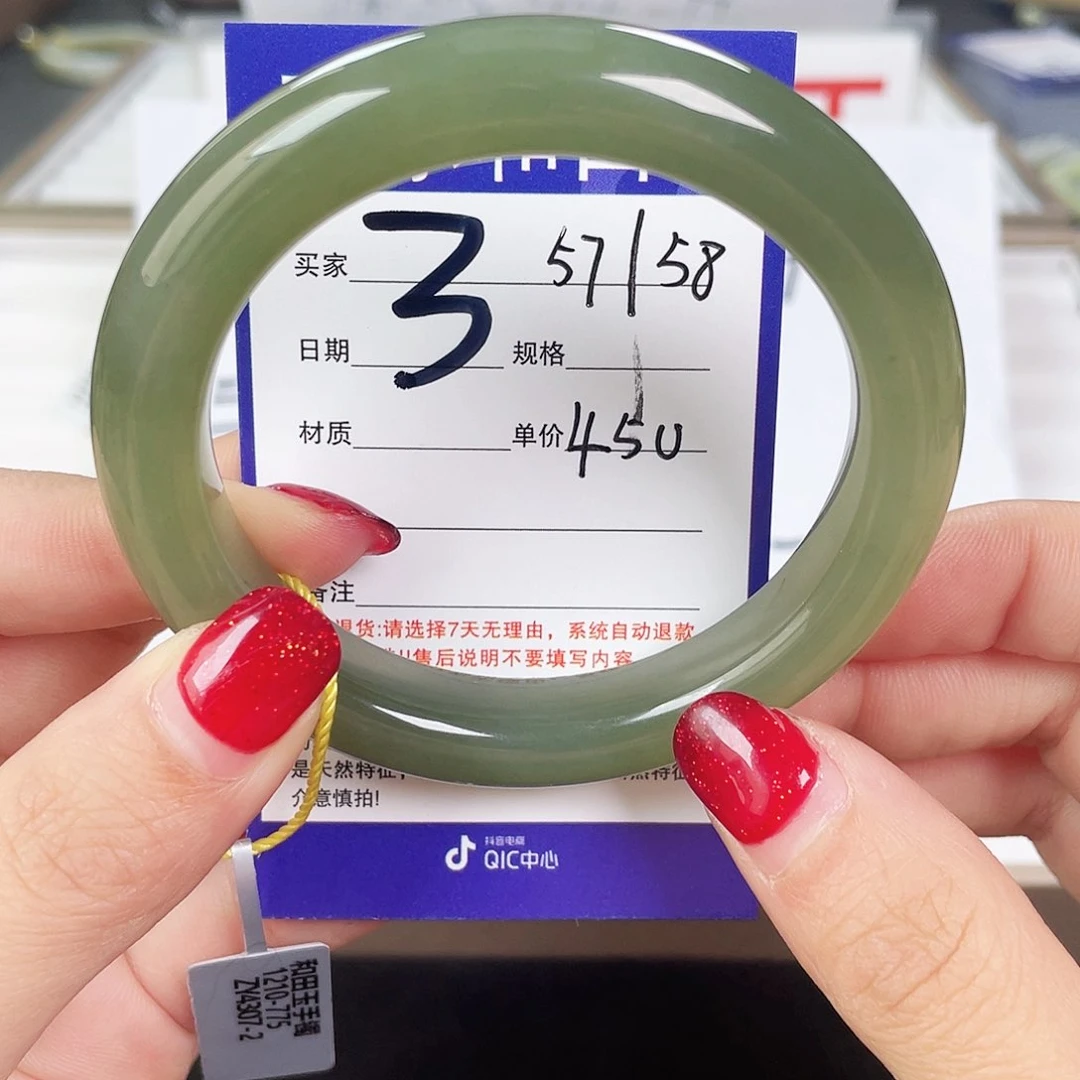 买家 3 57/58
日期 规格
材质 单价 450
备注
退货:请选择7天无理由，系统自动退款
!!售后说明不要填写内容
是天然特征，
介意慎拍!
抖音电商
QIC中心
和田玉手镯
1210-775
ZY4307-2